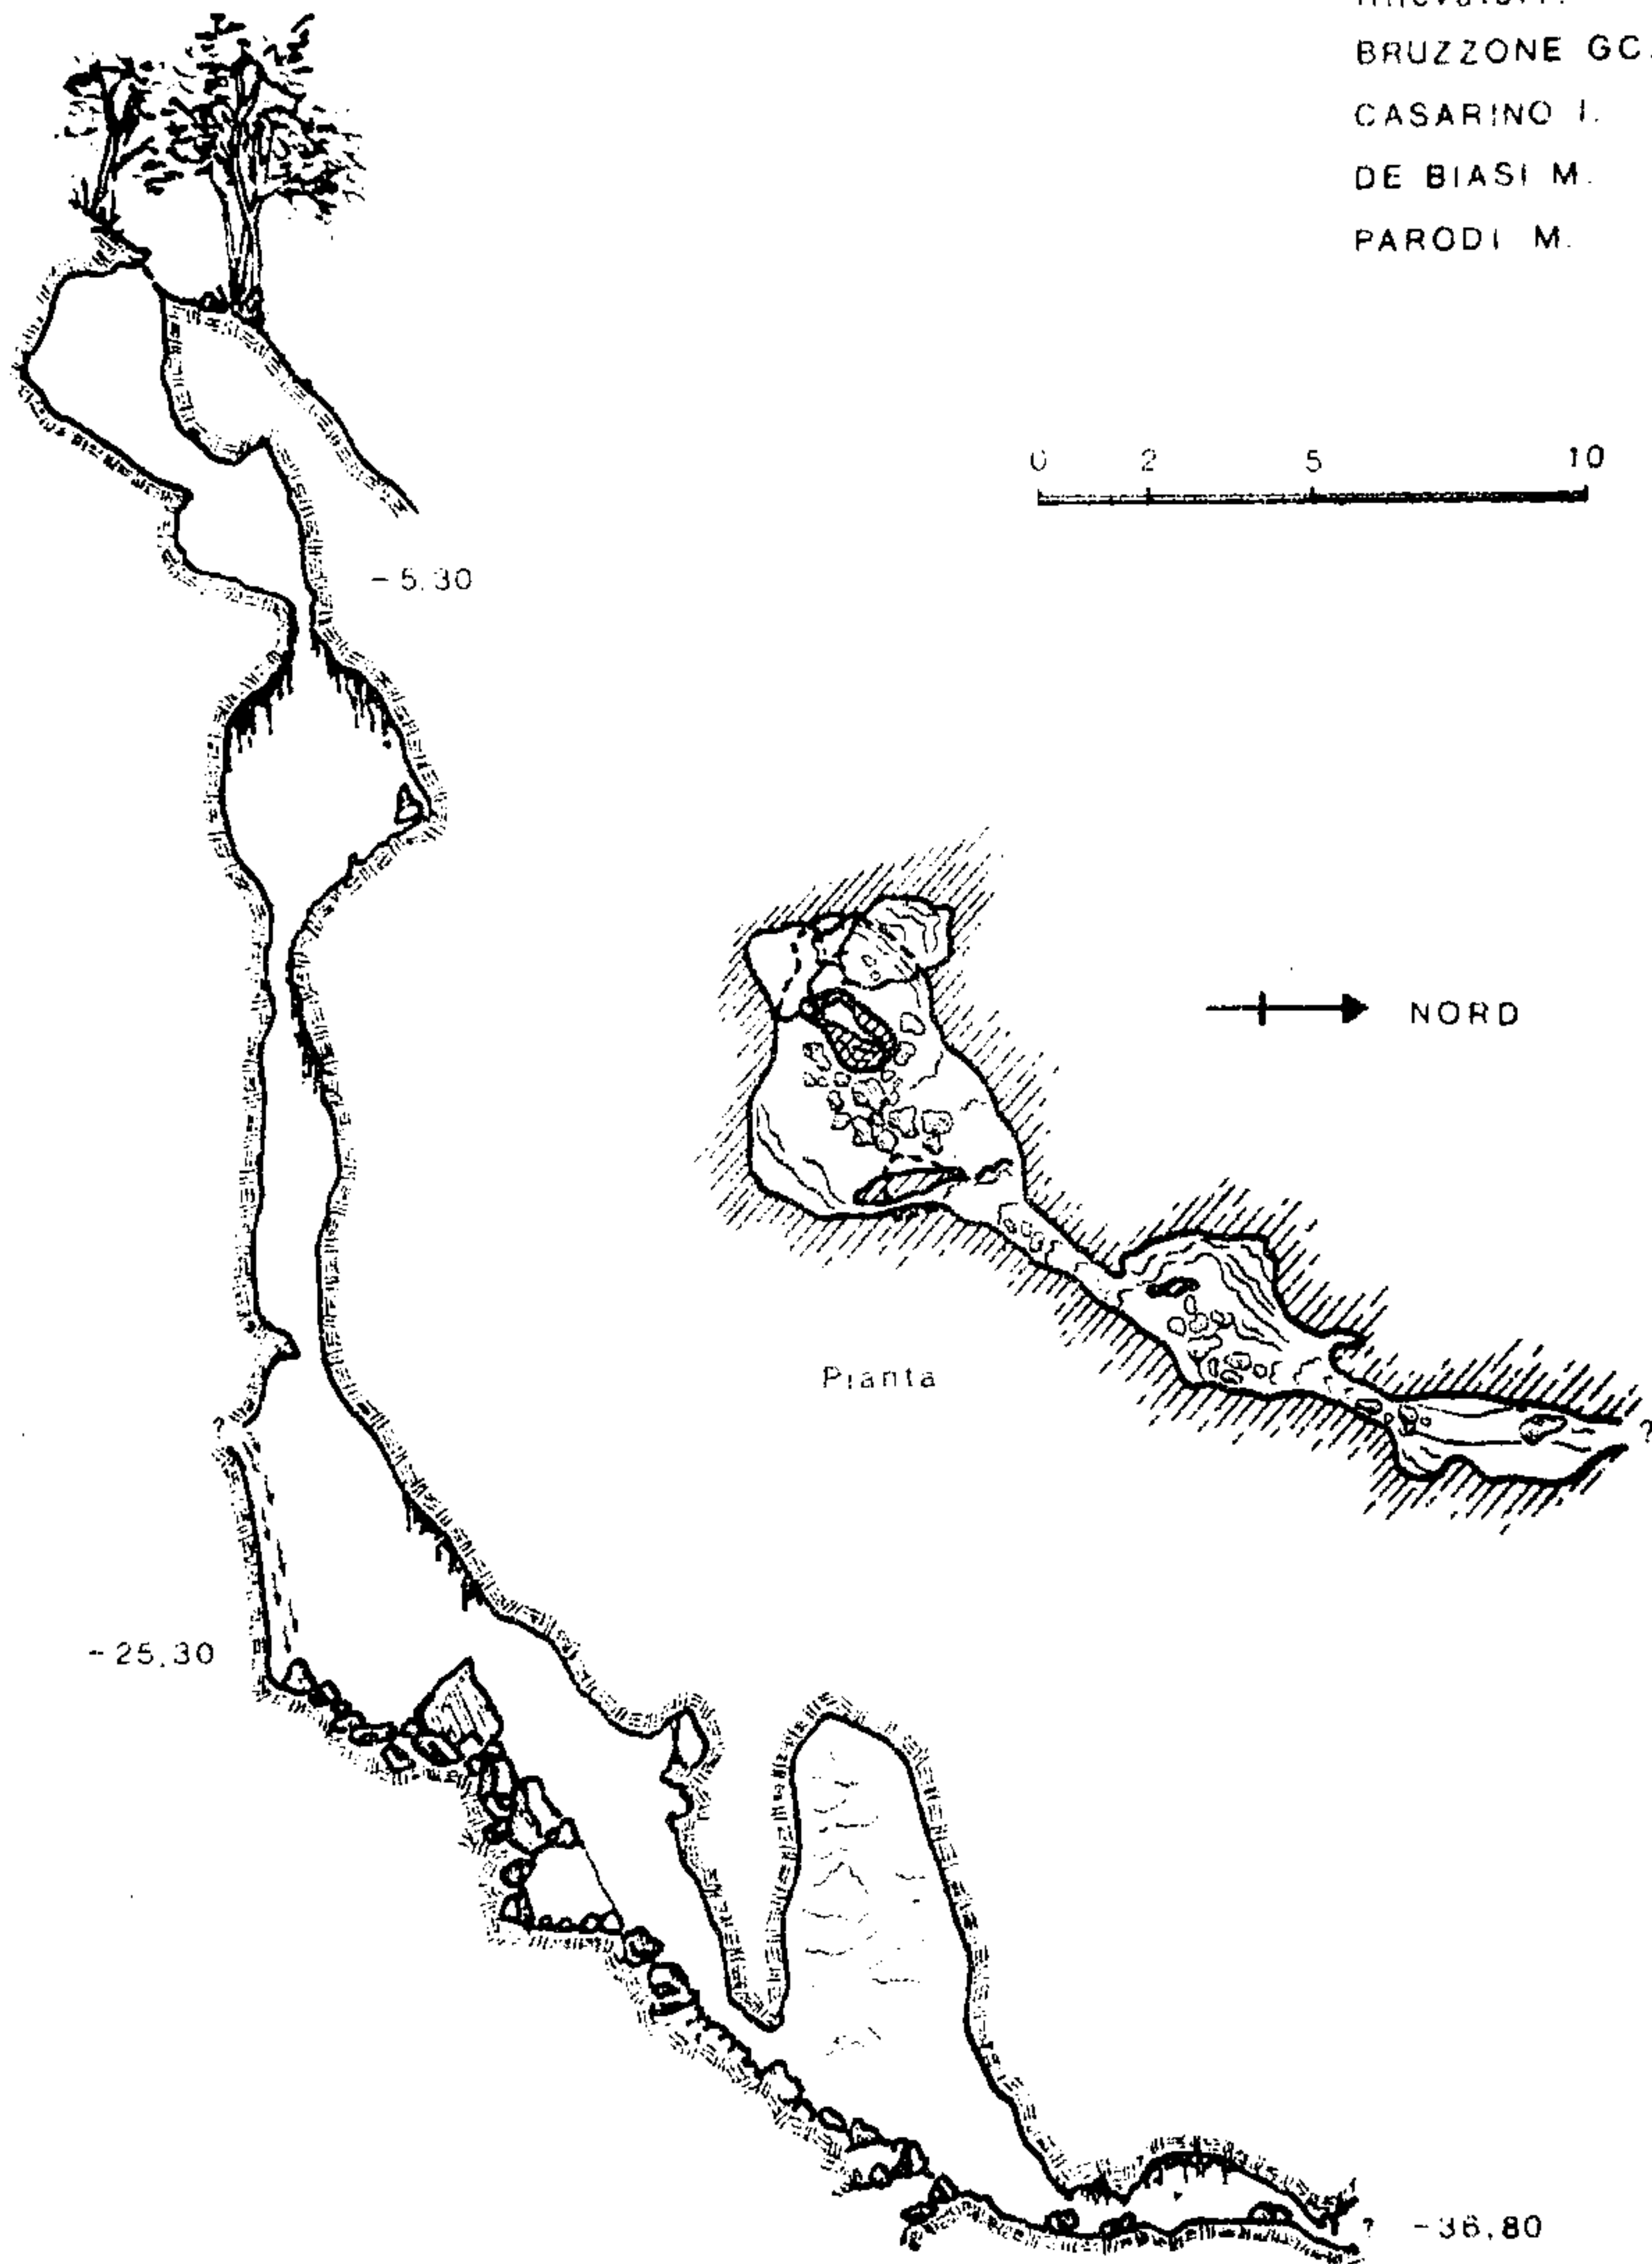 BRUZZONE GC.
CASARINO I.
DE BIASI M.
PARODI M.
0 2 5 10
-5,30
NORD
Pianta
?
?
-25,30
? -36,80